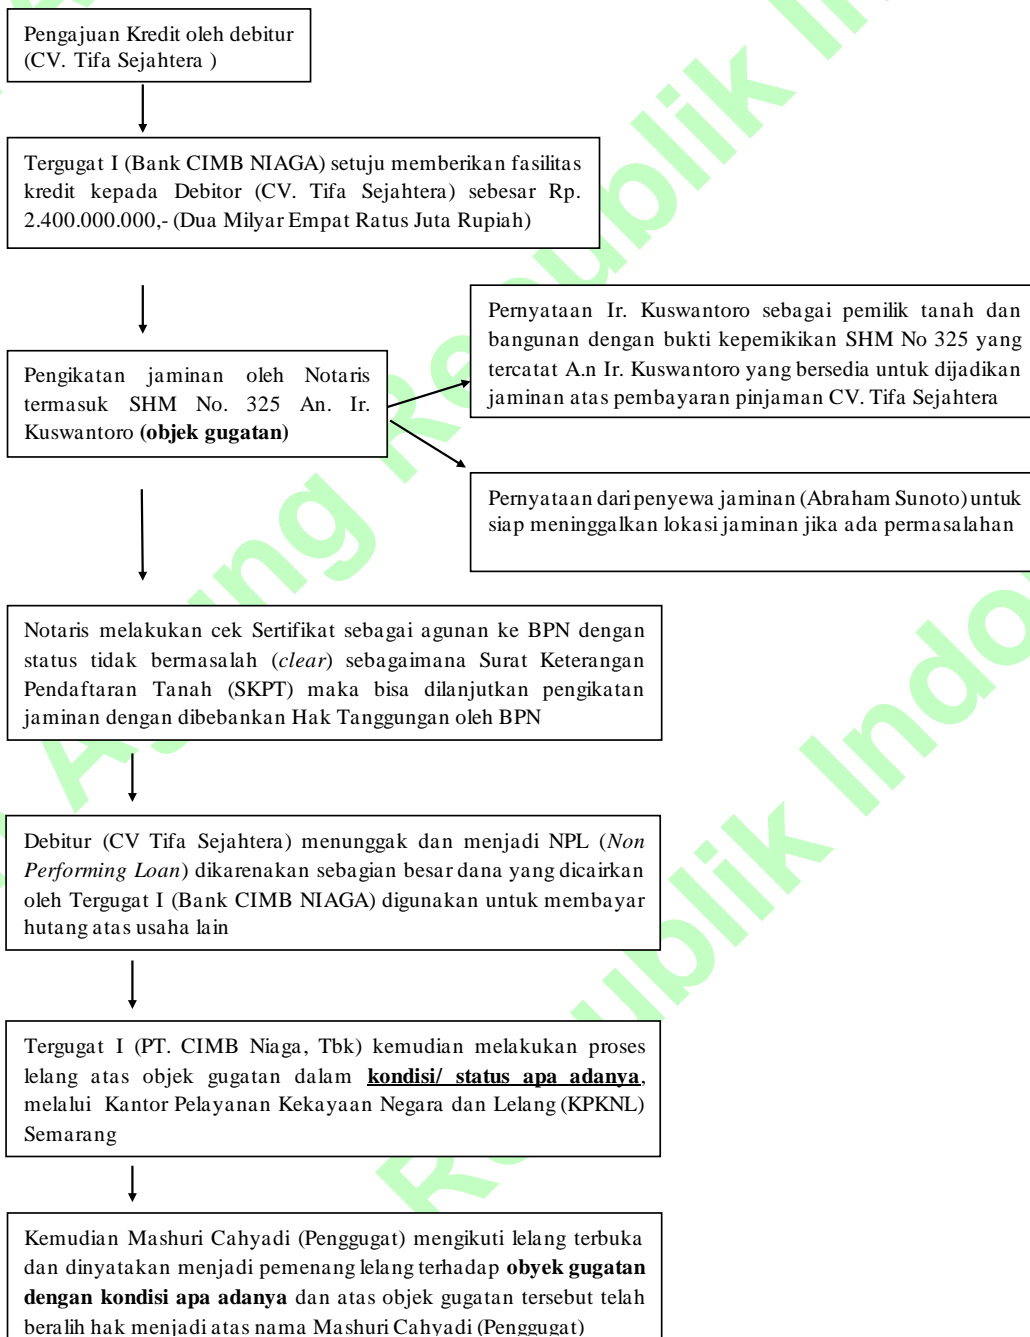 Pengajuan Kredit oleh debitur
(CV. Tifa Sejahtera )
Tergugat I (Bank CIMB NIAGA) setuju memberikan fasilitas
kredit kepada Debitor (CV. Tifa Sejahtera) sebesar Rp.
2.400.000.000,- (Dua Milyar Empat Ratus Juta Rupiah)
Pengikatan jaminan oleh Notaris
termasuk SHM No. 325 An. Ir.
Kuswantoro (objek gugatan)
Pernyataan Ir. Kuswantoro sebagai pemilik tanah dan
bangunan dengan bukti kepemikikan SHM No 325 yang
tercatat A.n Ir. Kuswantoro yang bersedia untuk dijadikan
jaminan atas pembayaran pinjaman CV. Tifa Sejahtera
Pernyataan dari penyewa jaminan (Abraham Sunoto) untuk
siap meninggalkan lokasi jaminan jika ada permasalahan
Notaris melakukan cek Sertifikat sebagai agunan ke BPN dengan
status tidak bermasalah (clear) sebagaimana Surat Keterangan
Pendaftaran Tanah (SKPT) maka bisa dilanjutkan pengikatan
jaminan dengan dibebankan Hak Tanggungan oleh BPN
Debitur (CV Tifa Sejahtera) menunggak dan menjadi NPL (Non
Performing Loan) dikarenakan sebagian besar dana yang dicairkan
oleh Tergugat I (Bank CIMB NIAGA) digunakan untuk membayar
hutang atas usaha lain
Tergugat I (PT. CIMB Niaga, Tbk) kemudian melakukan proses
lelang atas objek gugatan dalam kondisi/ status apa adanya,
melalui Kantor Pelayanan Kekayaan Negara dan Lelang (KPKNL)
Semarang
Kemudian Mashuri Cahyadi (Penggugat) mengikuti lelang terbuka
dan dinyatakan menjadi pemenang lelang terhadap obyek gugatan
dengan kondisi apa adanya dan atas objek gugatan tersebut telah
beralih hak menjadi atas nama Mashuri Cahyadi (Penggugat)
Agung Republik In
Republik Indo